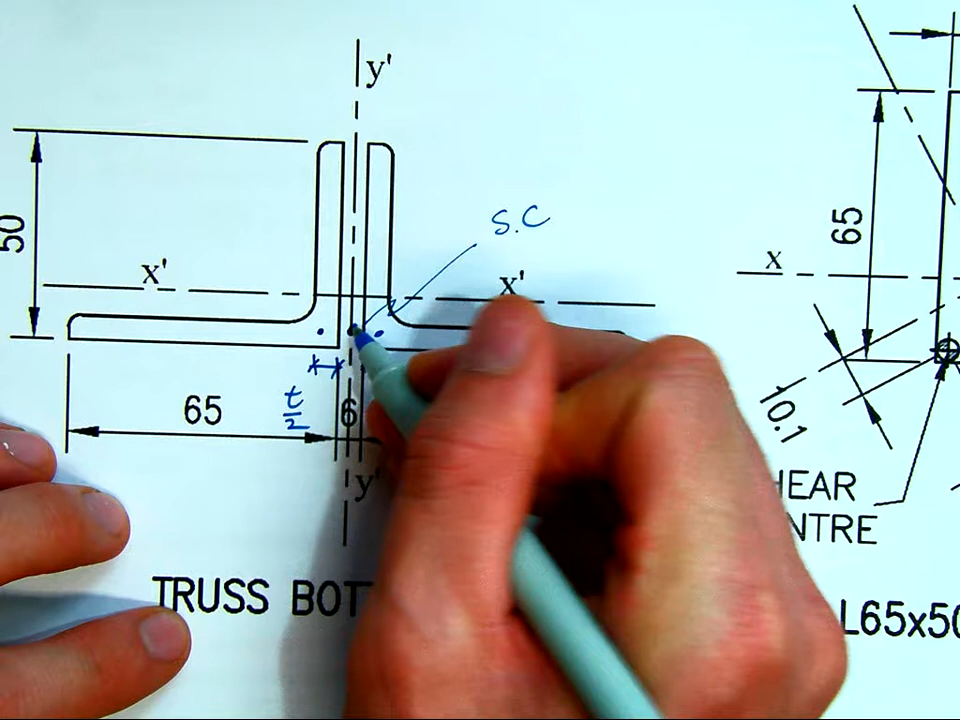 y'
S.C
50
65
x'
x'
x
65
t/2
6
10.1
y'
HEAR
NTRE
TRUSS BOT
L65x50